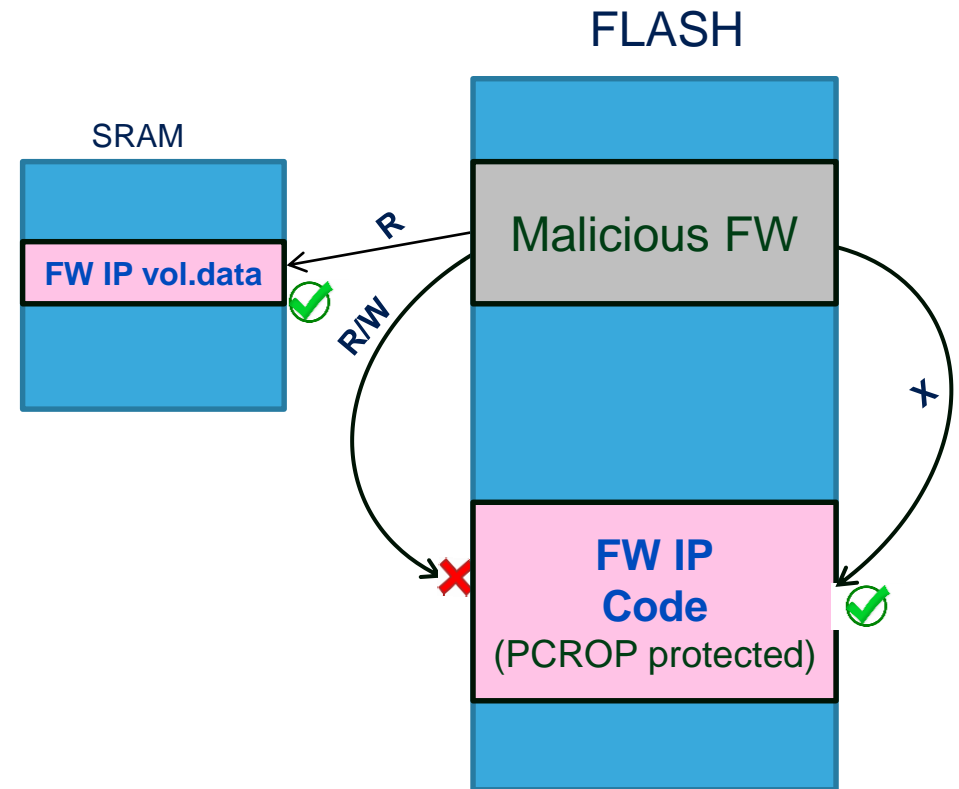 FLASH
SRAM
Malicious FW
R
FW IP vol.data
R/W
X
FW IP
Code
(PCROP protected)